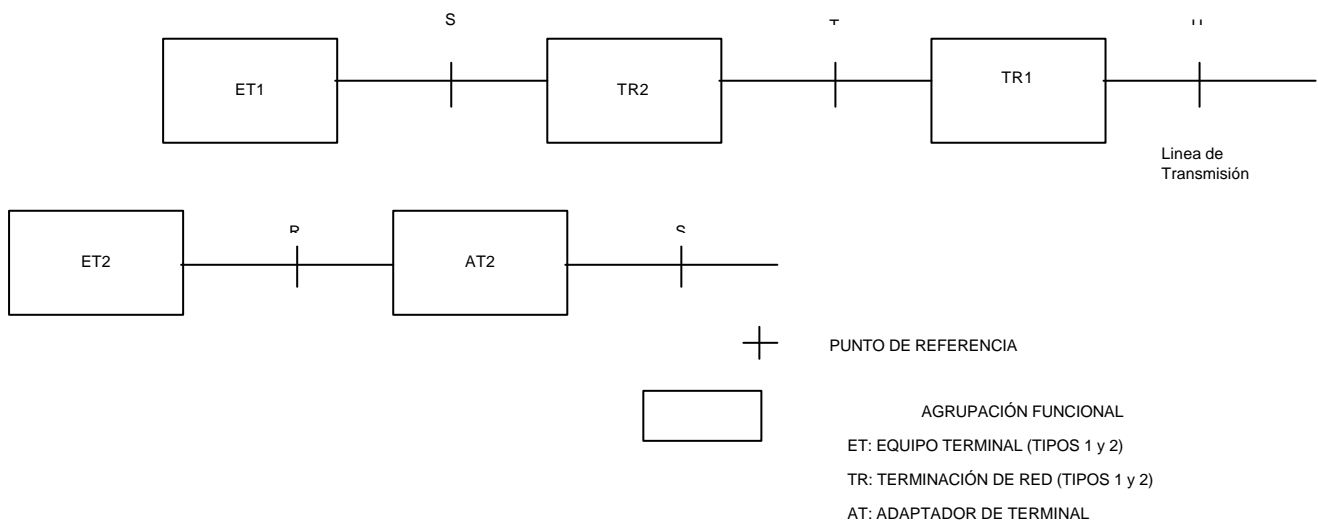 S
ET1
TR2
TR1
Linea de
Transmisión
ET2
AT2
PUNTO DE REFERENCIA
AGRUPACIÓN FUNCIONAL
ET: EQUIPO TERMINAL (TIPOS 1 y 2)
TR: TERMINACIÓN DE RED (TIPOS 1 y 2)
AT: ADAPTADOR DE TERMINAL